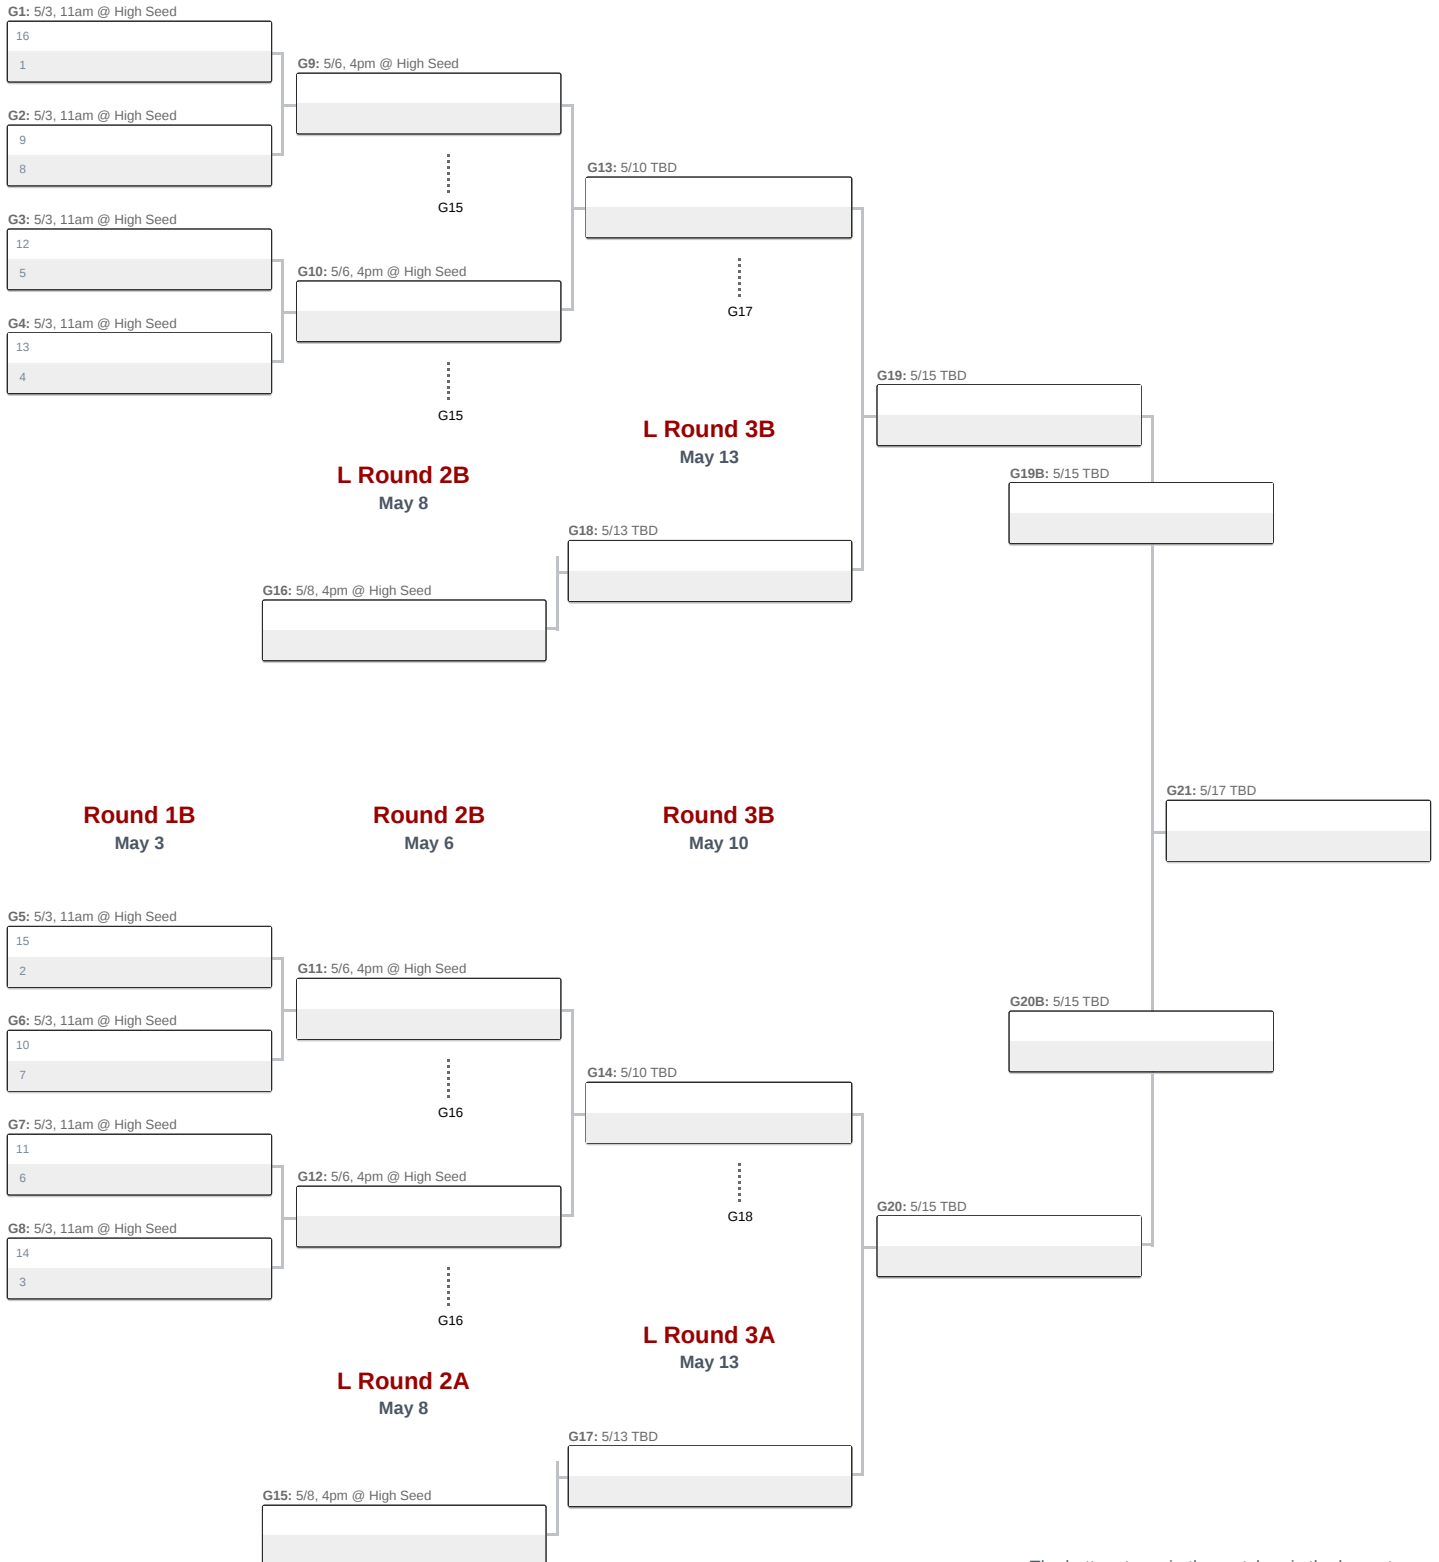 G1: 5/3, 11am @ High Seed
16
1
G9: 5/6, 4pm @ High Seed
G2: 5/3, 11am @ High Seed
9
8
G13: 5/10 TBD
G15
G3: 5/3, 11am @ High Seed
12
5
G10: 5/6, 4pm @ High Seed
G17
G4: 5/3, 11am @ High Seed
13
4
G19: 5/15 TBD
G15
L Round 3B
May 13
L Round 2B
May 8
G19B: 5/15 TBD
G18: 5/13 TBD
G16: 5/8, 4pm @ High Seed
G21: 5/17 TBD
Round 1B
May 3
Round 2B
May 6
Round 3B
May 10
G5: 5/3, 11am @ High Seed
15
2
G11: 5/6, 4pm @ High Seed
G20B: 5/15 TBD
G6: 5/3, 11am @ High Seed
10
7
G14: 5/10 TBD
G16
G7: 5/3, 11am @ High Seed
11
6
G12: 5/6, 4pm @ High Seed
G20: 5/15 TBD
G18
G8: 5/3, 11am @ High Seed
14
3
G16
L Round 3A
May 13
L Round 2A
May 8
G17: 5/13 TBD
G15: 5/8, 4pm @ High Seed